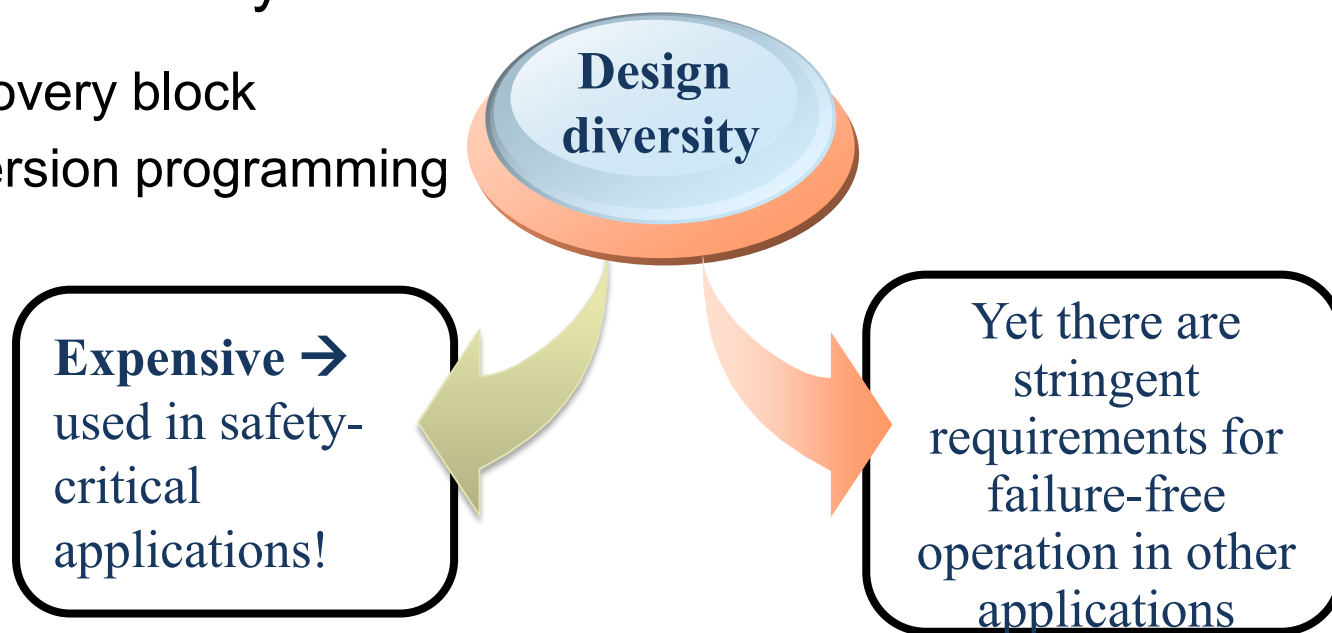 overy block
ersion programming
Design
diversity
Expensive →
used in safety-
critical
applications!
Yet there are
stringent
requirements for
failure-free
operation in other
applications